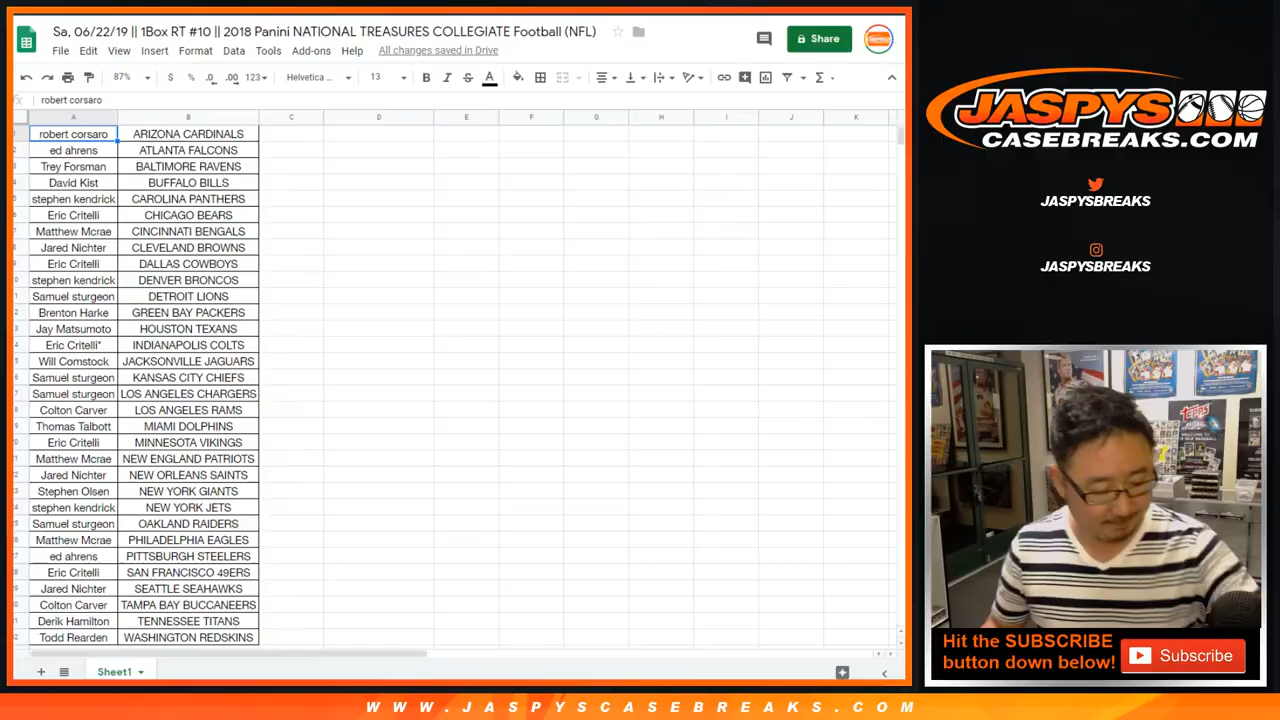 Sa, 06/22/19 || 1Box RT #10 || 2018 Panini NATIONAL TREASURES COLLEGIATE Football (NFL)
File Edit View Insert Format Data Tools Add-ons Help All changes saved in Drive
Share
87% $ % .0 .00 123 Helvetica ... 13 B I S A
fx robert corsaro
A B C D E F G H I J K
robert corsaro ARIZONA CARDINALS
ed ahrens ATLANTA FALCONS
Trey Forsman BALTIMORE RAVENS
David Kist BUFFALO BILLS
stephen kendrick CAROLINA PANTHERS
Eric Critelli CHICAGO BEARS
Matthew Mcrae CINCINNATI BENGALS
Jared Nichter CLEVELAND BROWNS
Eric Critelli DALLAS COWBOYS
stephen kendrick DENVER BRONCOS
Samuel sturgeon DETROIT LIONS
Brenton Harke GREEN BAY PACKERS
Jay Matsumoto HOUSTON TEXANS
Eric Critelli* INDIANAPOLIS COLTS
Will Comstock JACKSONVILLE JAGUARS
Samuel sturgeon KANSAS CITY CHIEFS
Samuel sturgeon LOS ANGELES CHARGERS
Colton Carver LOS ANGELES RAMS
Thomas Talbott MIAMI DOLPHINS
Eric Critelli MINNESOTA VIKINGS
Matthew Mcrae NEW ENGLAND PATRIOTS
Jared Nichter NEW ORLEANS SAINTS
Stephen Olsen NEW YORK GIANTS
stephen kendrick NEW YORK JETS
Samuel sturgeon OAKLAND RAIDERS
Matthew Mcrae PHILADELPHIA EAGLES
ed ahrens PITTSBURGH STEELERS
Eric Critelli SAN FRANCISCO 49ERS
Jared Nichter SEATTLE SEAHAWKS
Colton Carver TAMPA BAY BUCCANEERS
Derik Hamilton TENNESSEE TITANS
Todd Rearden WASHINGTON REDSKINS
Sheet1
JASPYS
CASEBREAKS.COM
JASPYSBREAKS
JASPYSBREAKS
topps
Hit the SUBSCRIBE
button down below!
Subscribe
WWW.JASPYSCASEBREAKS.COM